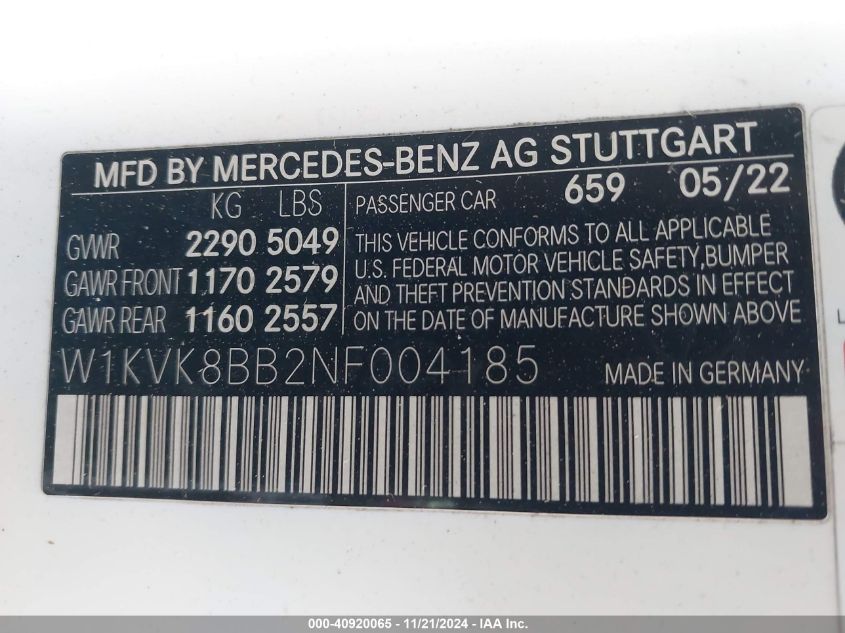 MFD BY MERCEDES-BENZ AG STUTTGART
KG LBS
GVWR 2290 5049
GAWR FRONT 1170 2579
GAWR REAR 1160 2557
PASSENGER CAR 659 05/22
THIS VEHICLE CONFORMS TO ALL APPLICABLE
U.S. FEDERAL MOTOR VEHICLE SAFETY,BUMPER
AND THEFT PREVENTION STANDARDS IN EFFECT
ON THE DATE OF MANUFACTURE SHOWN ABOVE
W1KVK8BB2NF004185
MADE IN GERMANY
000-40920065 - 11/21/2024 - IAA Inc.